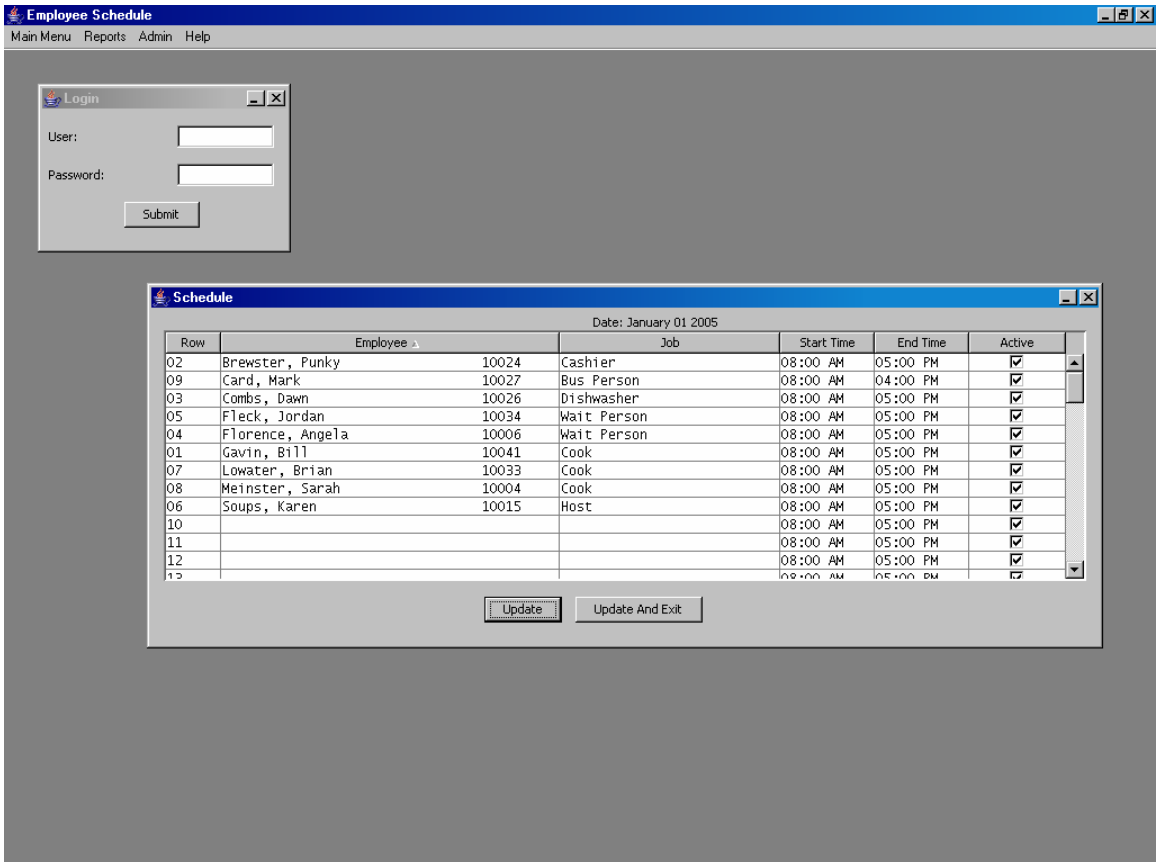 Employee Schedule
Main Menu Reports Admin Help
Login
User:
Password:
Submit
Schedule
Date: January 01 2005
Row Employee Job Start Time End Time Active
02 Brewster, Punky 10024 Cashier 08:00 AM 05:00 PM
09 Card, Mark 10027 Bus Person 08:00 AM 04:00 PM
03 Combs, Dawn 10026 Dishwasher 08:00 AM 05:00 PM
05 Fleck, Jordan 10034 Wait Person 08:00 AM 05:00 PM
04 Florence, Angela 10006 Wait Person 08:00 AM 05:00 PM
01 Gavin, Bill 10041 Cook 08:00 AM 05:00 PM
07 Lowater, Brian 10033 Cook 08:00 AM 05:00 PM
08 Meinster, Sarah 10004 Cook 08:00 AM 05:00 PM
06 Soups, Karen 10015 Host 08:00 AM 05:00 PM
10 08:00 AM 05:00 PM
11 08:00 AM 05:00 PM
12 08:00 AM 05:00 PM
13 08:00 AM 05:00 PM
Update Update And Exit